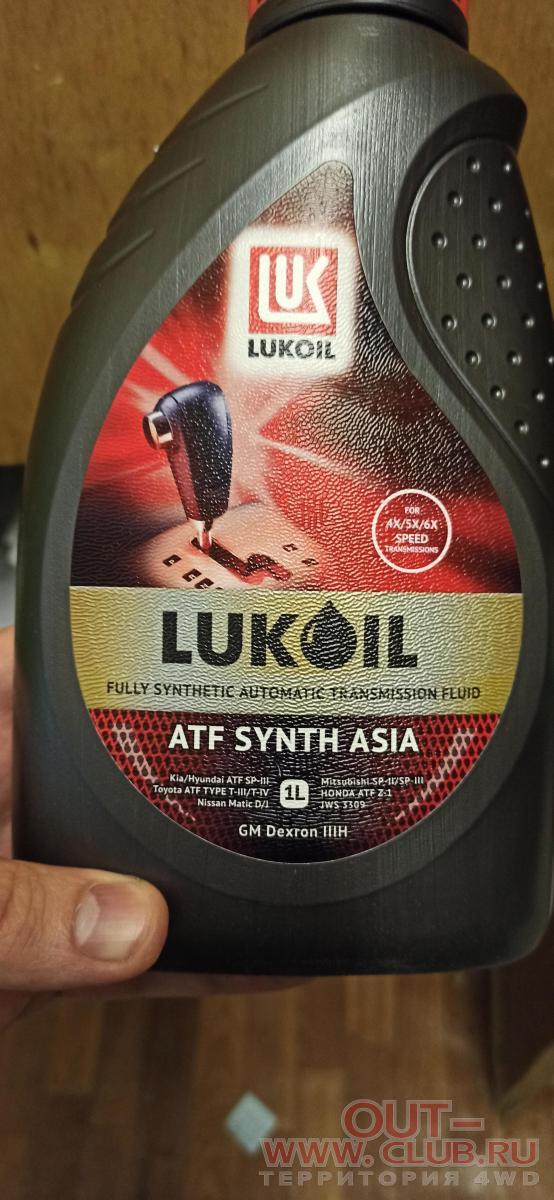 LUK
LUKOIL
FOR
4X/5X/6X
SPEED
TRANSMISSIONS
LUKOIL
FULLY SYNTHETIC AUTOMATIC TRANSMISSION FLUID
ATF SYNTH ASIA
Kia/Hyundai ATF SP-III
Toyota ATF TYPE T-III/T-IV
Nissan Matic D/J
1L
Mitsubishi SP-II/SP-III
HONDA ATF Z-1
JWS 3309
GM Dexron IIIH
OUT-
WWW.CLUB.RU
ТЕРРИТОРИЯ 4WD